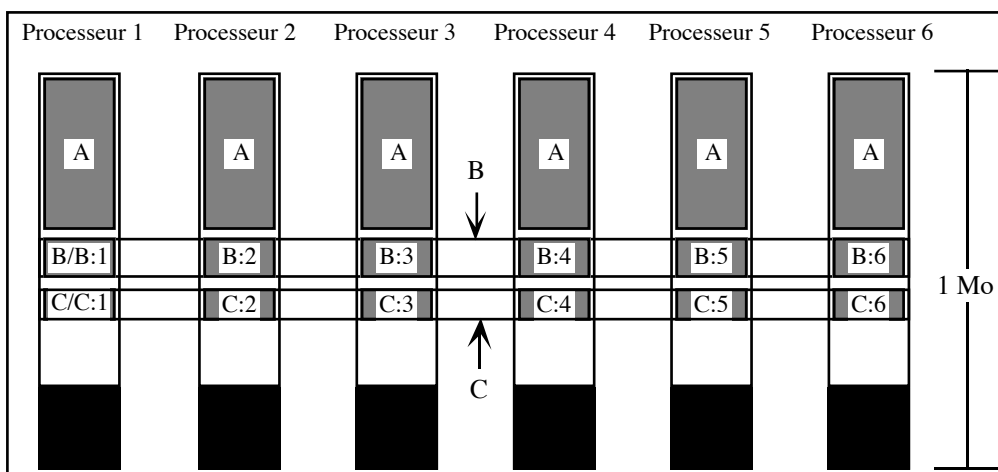 Processeur 1 Processeur 2 Processeur 3 Processeur 4 Processeur 5 Processeur 6
A A A A A A
B
B/B:1 B:2 B:3 B:4 B:5 B:6
1 Mo
C/C:1 C:2 C:3 C:4 C:5 C:6
C